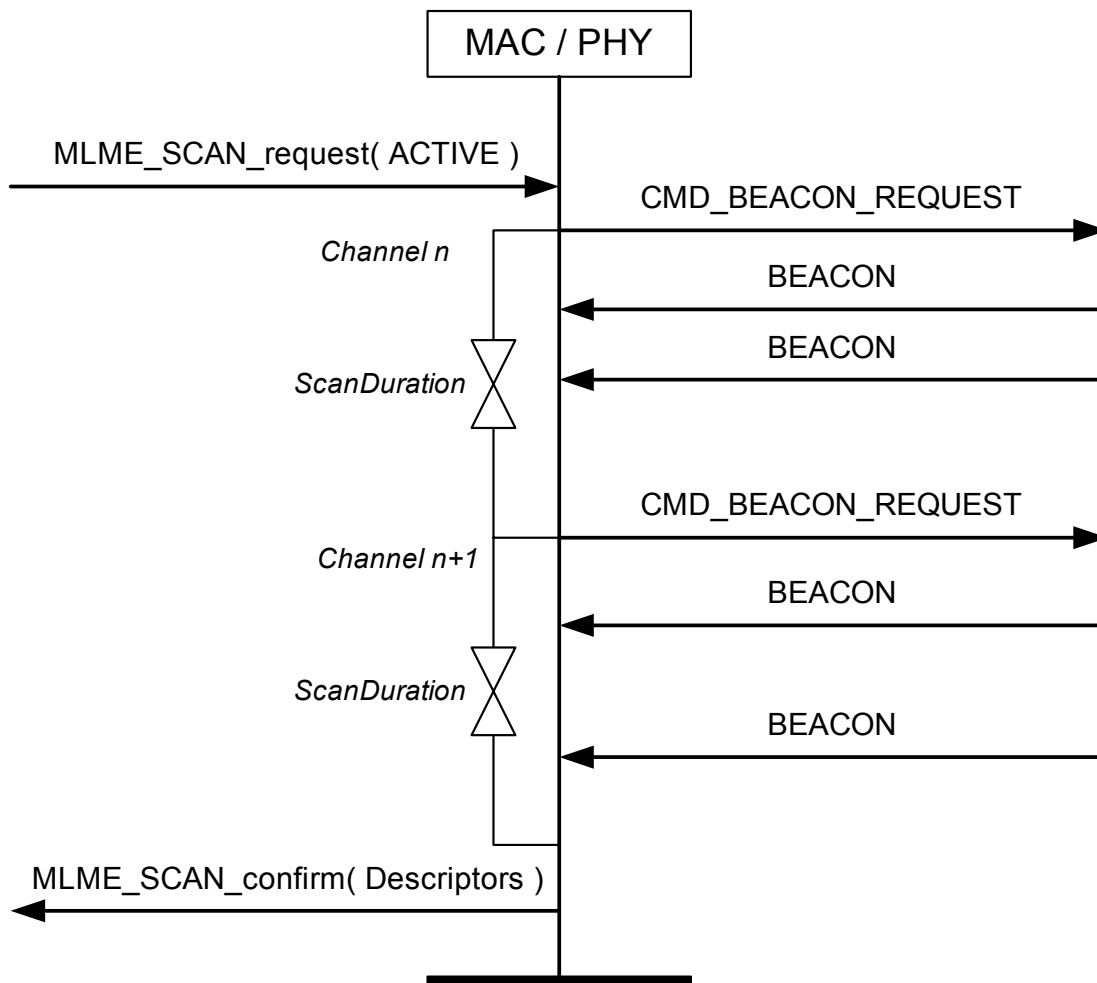 MAC / PHY
MLME_SCAN_request( ACTIVE )
CMD_BEACON_REQUEST
Channel n
BEACON
BEACON
ScanDuration
CMD_BEACON_REQUEST
Channel n+1
BEACON
ScanDuration
BEACON
MLME_SCAN_confirm( Descriptors )